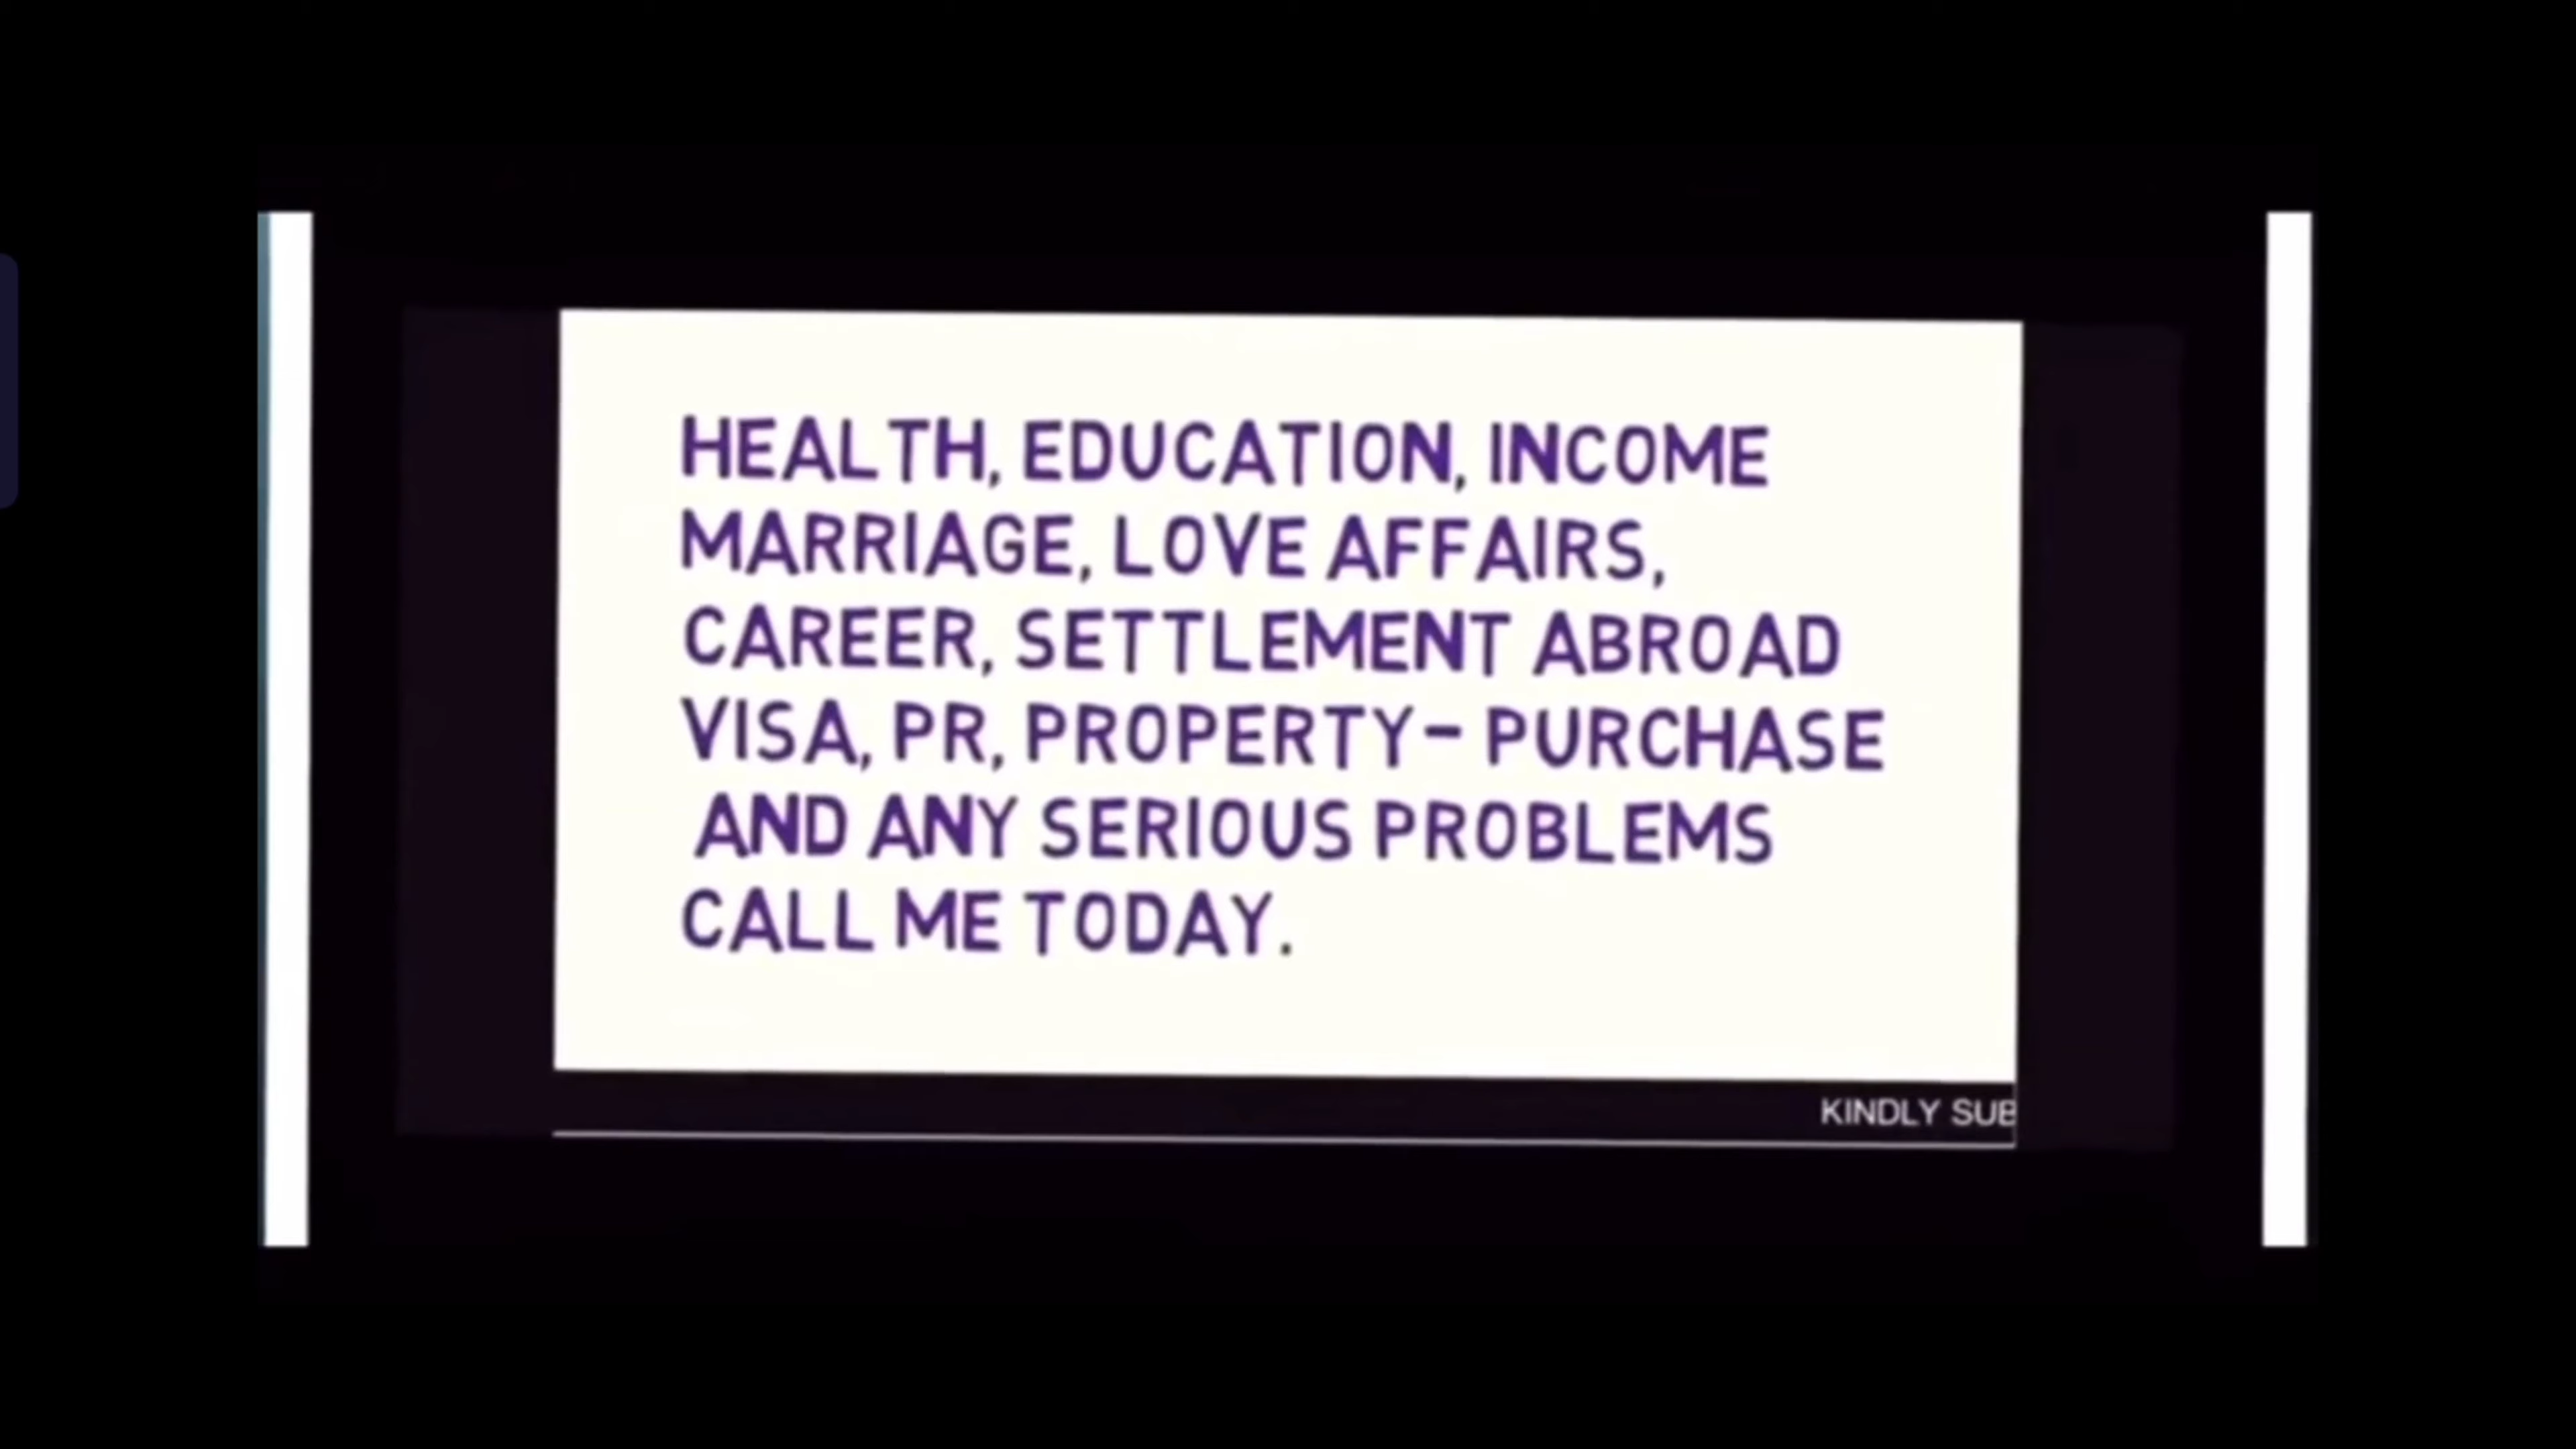 HEALTH, EDUCATION, INCOME
MARRIAGE, LOVE AFFAIRS,
CAREER, SETTLEMENT ABROAD
VISA, PR, PROPERTY- PURCHASE
AND ANY SERIOUS PROBLEMS
CALL ME TODAY.
KINDLY SUB